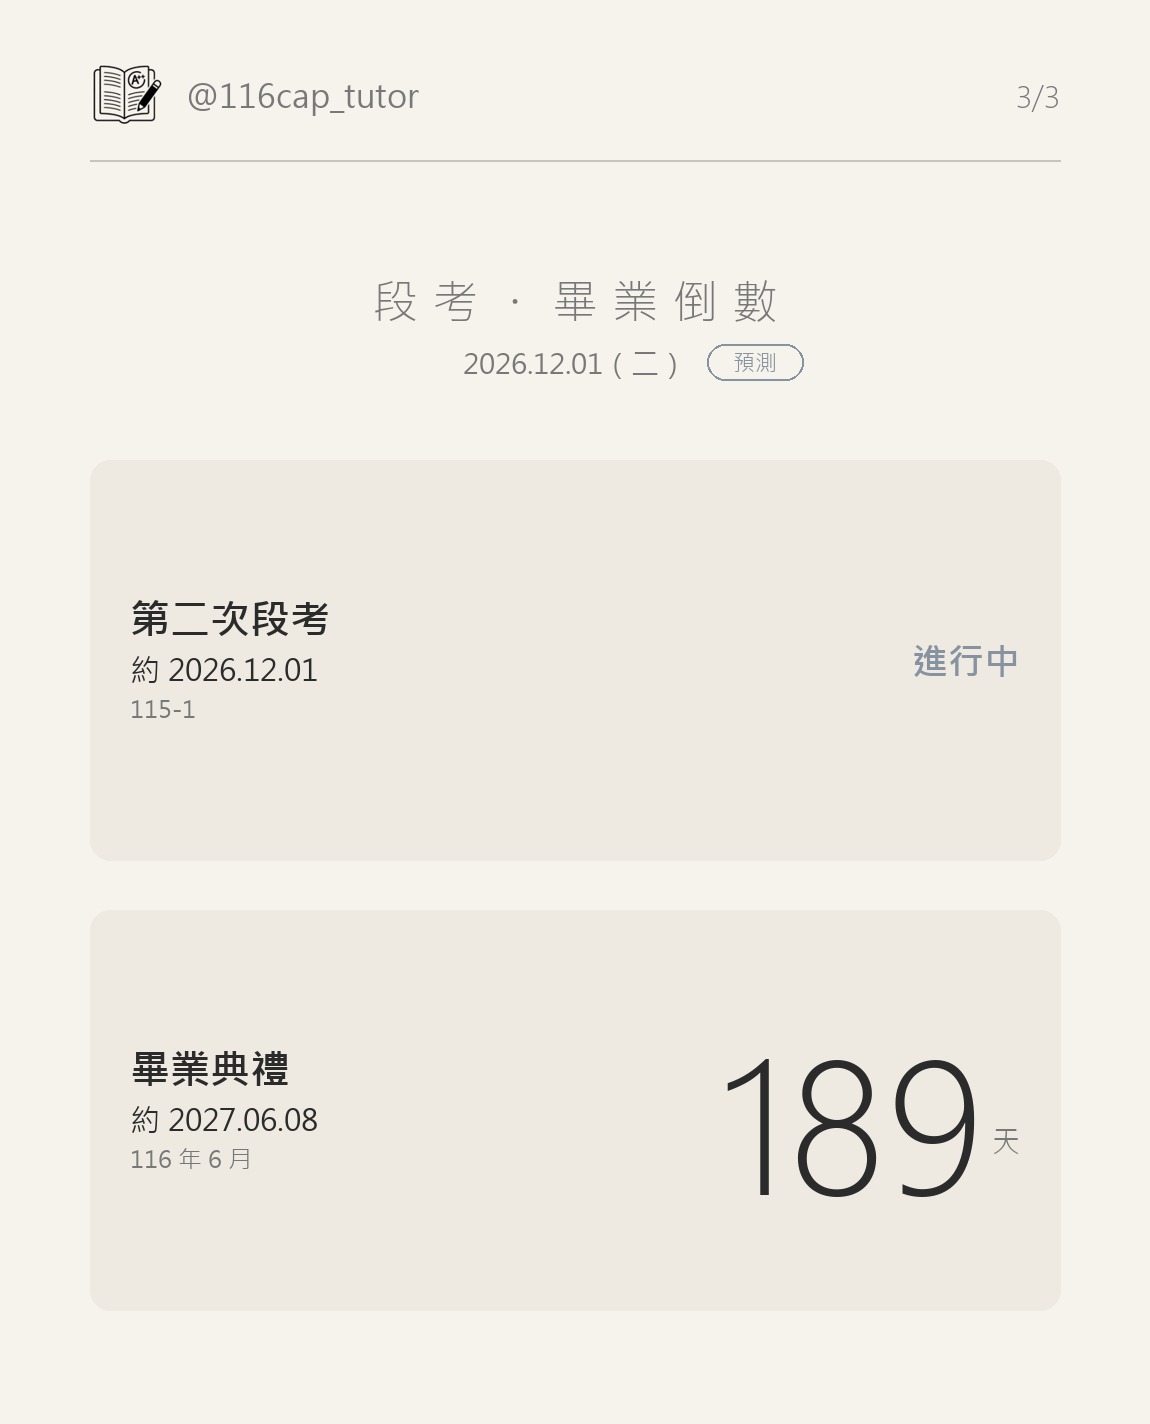 @116cap_tutor
3/3
段考·畢業倒數
2026.12.01（二） 預測
第二次段考
約 2026.12.01
115-1
進行中
畢業典禮
約 2027.06.08
116 年 6 月
189 天